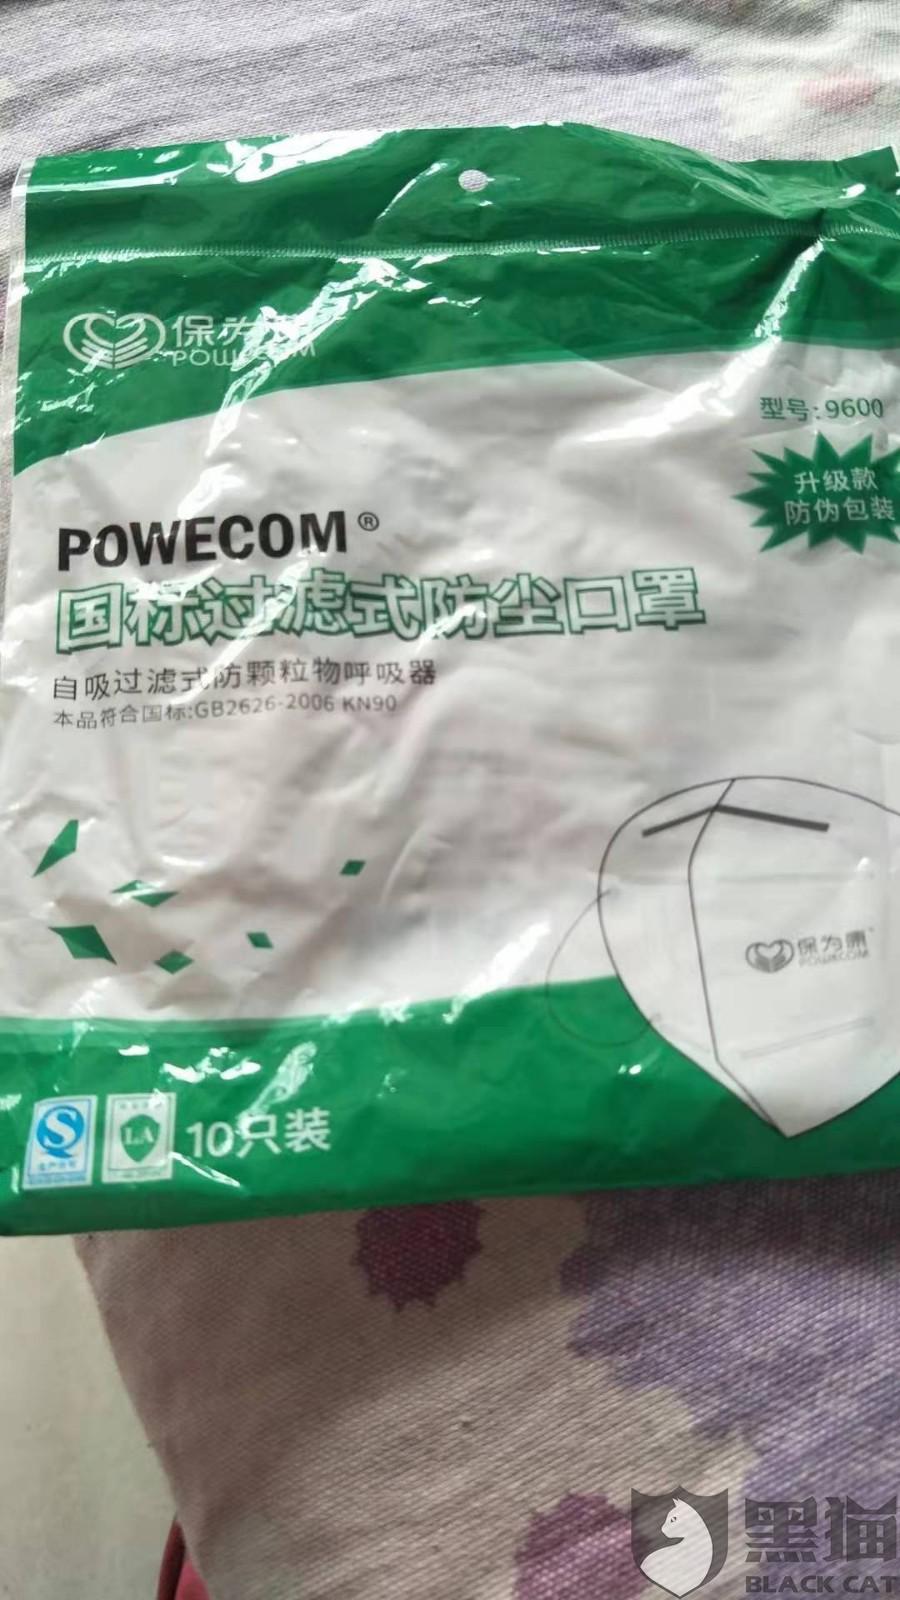 保为康
POWECOM
型号:9600
升级款
防伪包装
POWECOM®
国标过滤式防尘口罩
自吸过滤式防颗粒物呼吸器
本品符合国标:GB2626-2006 KN90
保为康
POWECOM
LA
10只装
黑猫
BLACK CAT